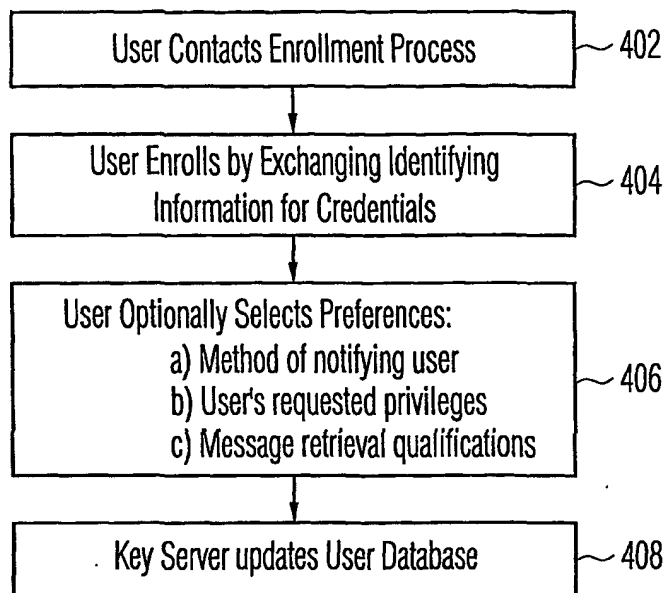 User Contacts Enrollment Process
402
User Enrolls by Exchanging Identifying
Information for Credentials
404
User Optionally Selects Preferences:
a) Method of notifying user
b) User's requested privileges
c) Message retrieval qualifications
406
Key Server updates User Database
408